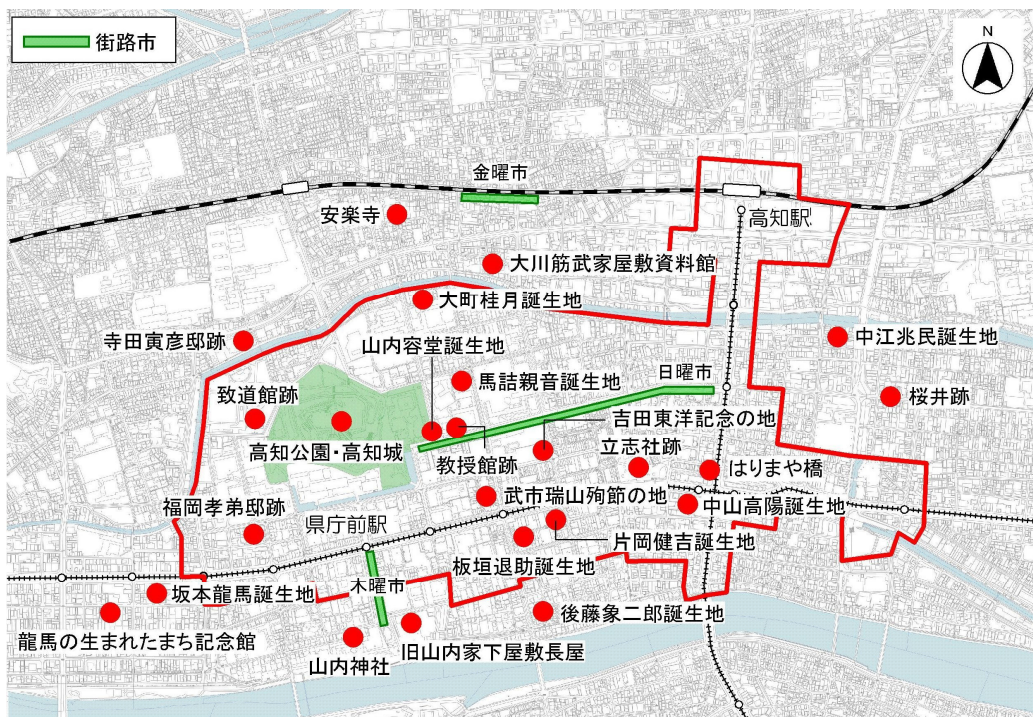 街路市
N
金曜市
安楽寺
高知駅
大川筋武家屋敷資料館
大町桂月誕生地
寺田寅彦邸跡
山内容堂誕生地
中江兆民誕生地
日曜市
馬詰親音誕生地
致道館跡
桜井跡
吉田東洋記念の地
高知公園・高知城
教授館跡
立志社跡
はりまや橋
武市瑞山殉節の地
中山高陽誕生地
福岡孝弟邸跡
県庁前駅
片岡健吉誕生地
板垣退助誕生地
木曜市
坂本龍馬誕生地
後藤象二郎誕生地
龍馬の生まれたまち記念館
旧山内家下屋敷長屋
山内神社